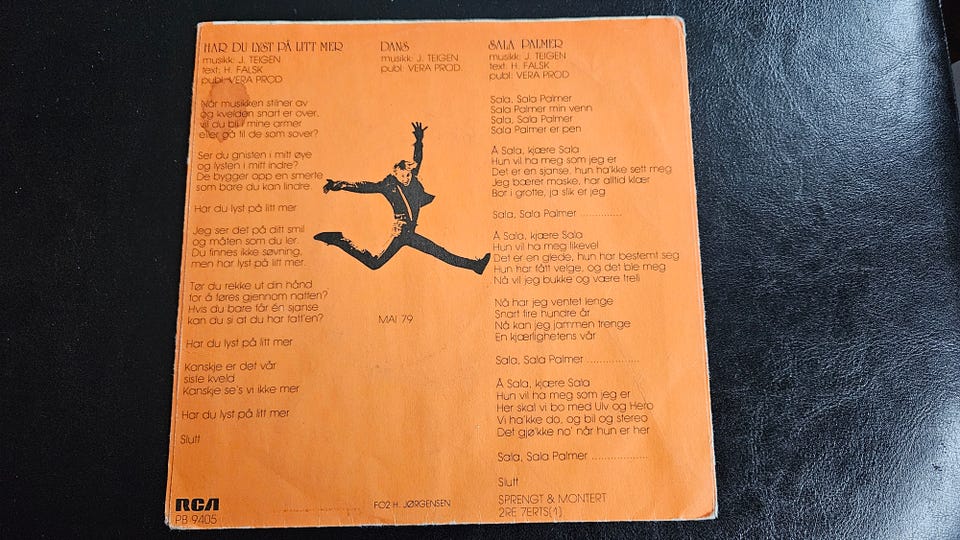 HAR DU LYST PÅ LITT MER
musikk: J. TEIGEN
text: H. FALSK
publ: VERA PROD
Når musikken stilner av
og kvelden snart er over,
vil du bli i mine armer
eller gå til de som sover?
Ser du gnisten i mitt øye
og lysten i mitt indre?
De bygger opp en smerte
som bare du kan lindre.
Har du lyst på litt mer
Jeg ser det på ditt smil
og måten som du ler.
Du finnes ikke søvning,
men har lyst på litt mer.
Tør du rekke ut din hånd
for å føres gjennom natten?
Hvis du bare får én sjanse
kan du si at du har fatt'en?
Har du lyst på litt mer
Kanskje er det vår
siste kveld
Kanskje se's vi ikke mer
Har du lyst på litt mer
Slutt
RCA
PB 9405
DANS
musikk: J. TEIGEN
publ: VERA PROD.
MAI 79
FO2 H. JØRGENSEN
SALA PALMER
musikk: J. TEIGEN
text: H. FALSK
publ: VERA PROD
Sala, Sala Palmer
Sala Palmer min venn
Sala, Sala Palmer
Sala Palmer er pen
Å Sala, kjære Sala
Hun vil ha meg som jeg er
Det er en sjanse, hun ha'kke sett meg
Jeg bærer maske, har alltid klær
Bor i grotte, ja slik er jeg
Sala, Sala Palmer .............
Å Sala, kjære Sala
Hun vil ha meg likevel
Det er en glede, hun har bestemt seg
Hun har fått velge, og det ble meg
Nå vil jeg bukke og være trell
Nå har jeg ventet lenge
Snart fire hundre år
Nå kan jeg jammen trenge
En kjærlighetens vår
Sala, Sala Palmer ................
Å Sala, kjære Sala
Hun vil ha meg som jeg er
Her skal vi bo med Ulv og Hero
Vi ha'kke do, og bil og stereo
Det gjø'kke no' når hun er her
Sala, Sala Palmer .................
Slutt
SPRENGT & MONTERT
2RE 7ERTS(1)